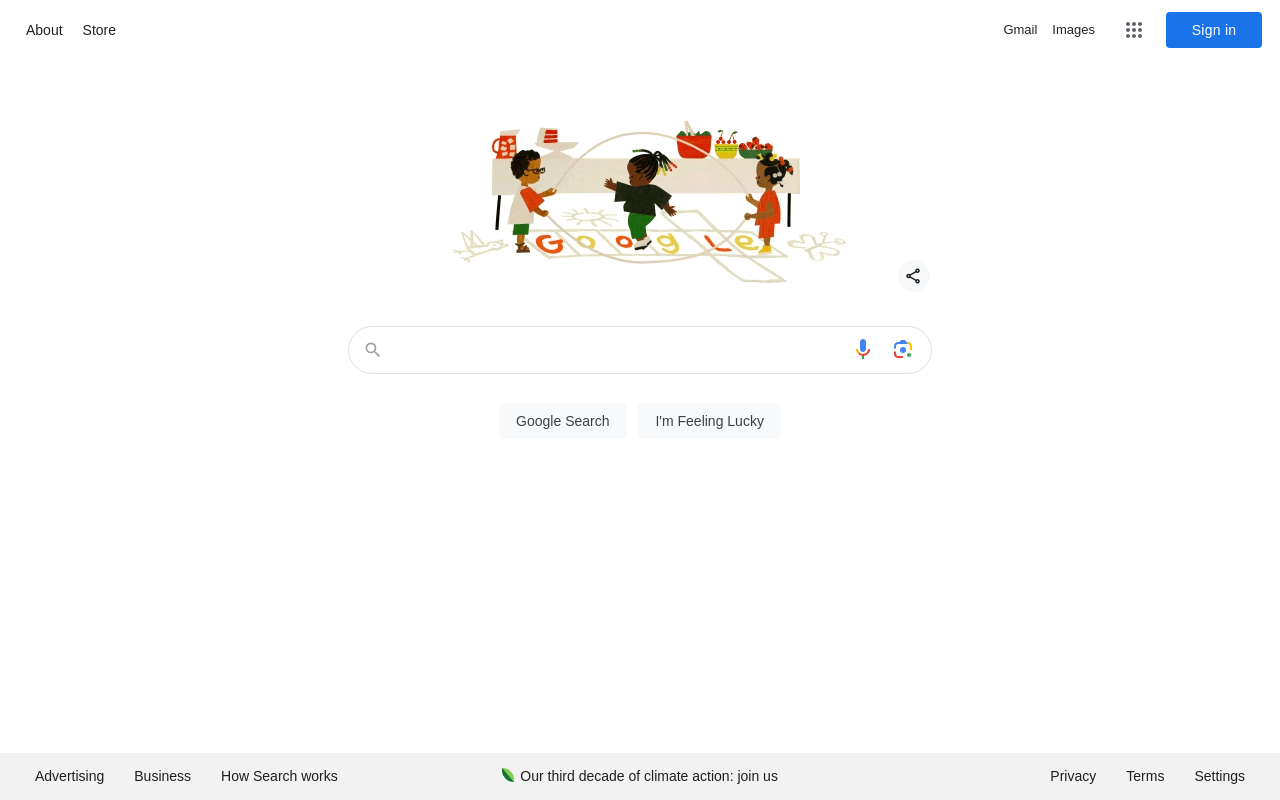 About Store
Gmail Images Sign in
Google
Google Search I'm Feeling Lucky
Advertising Business How Search works
Our third decade of climate action: join us
Privacy Terms Settings